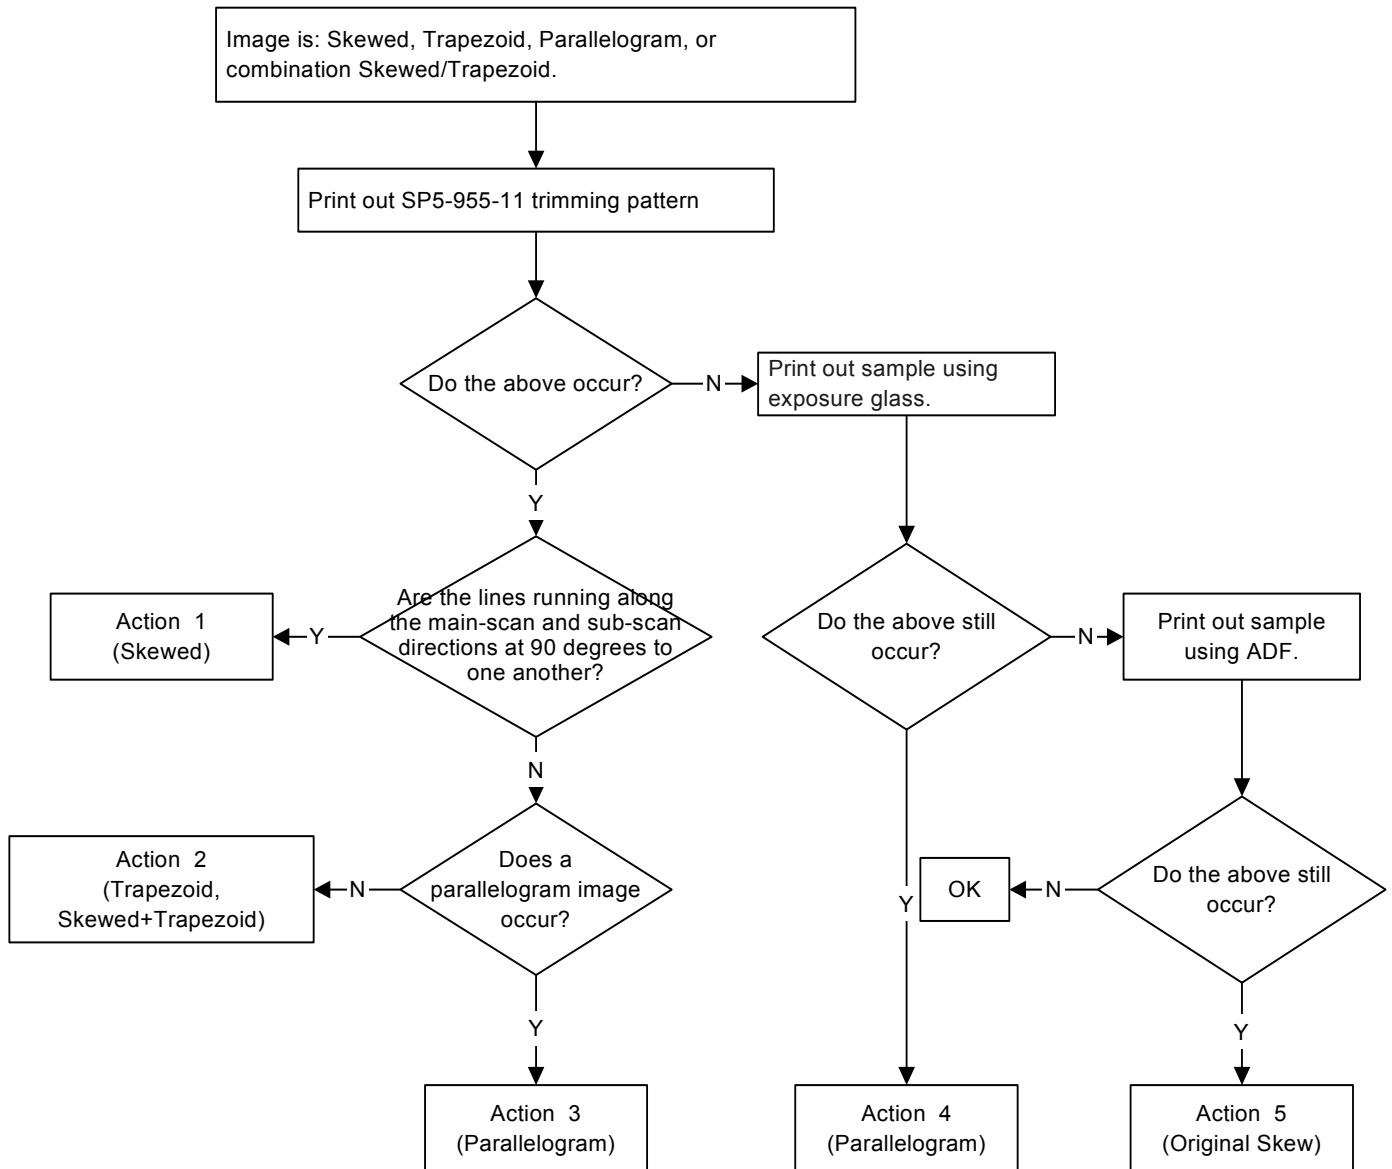 Image is: Skewed, Trapezoid, Parallelogram, or
combination Skewed/Trapezoid.
Print out SP5-955-11 trimming pattern
Do the above occur?
N
Print out sample using
exposure glass.
Y
Are the lines running along
the main-scan and sub-scan
directions at 90 degrees to
one another?
Y
Action 1
(Skewed)
N
Does a
parallelogram image
occur?
N
Action 2
(Trapezoid,
Skewed+Trapezoid)
Y
Action 3
(Parallelogram)
Do the above still
occur?
N
Print out sample
using ADF.
Y
Action 4
(Parallelogram)
Do the above still
occur?
N
OK
Y
Action 5
(Original Skew)